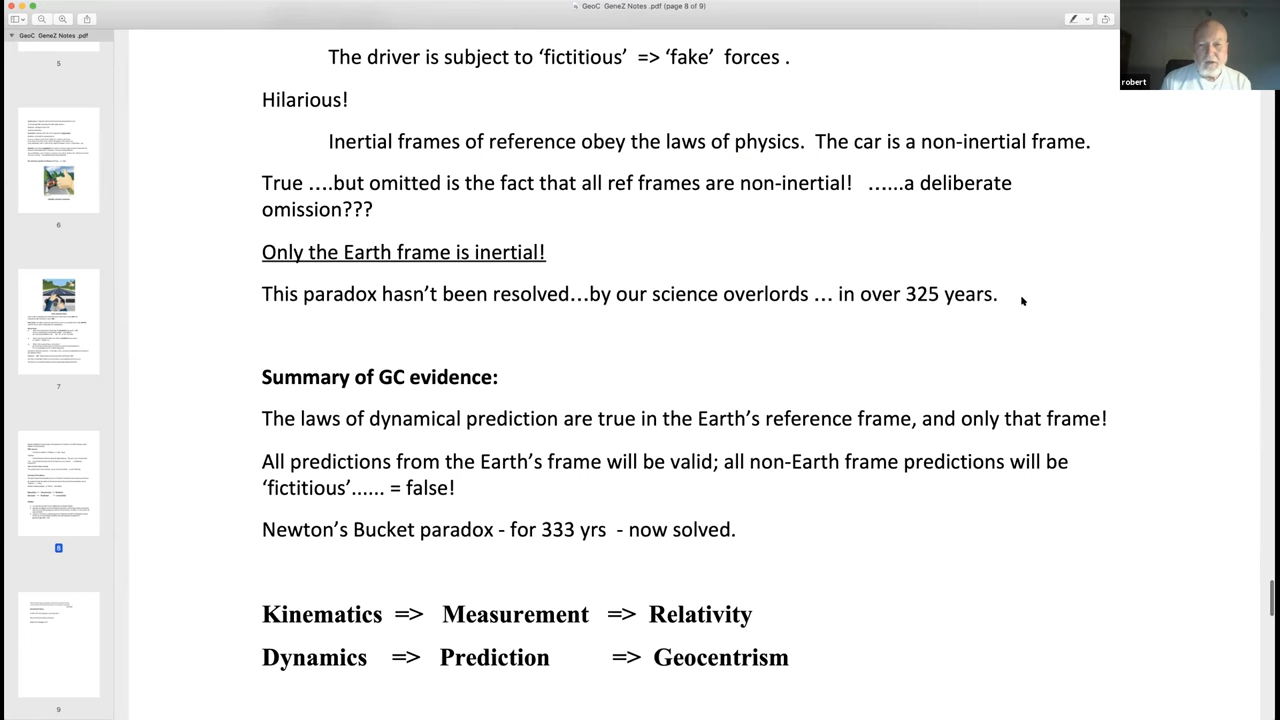 GeoC GeneZ Notes .pdf (page 8 of 9)
GeoC GeneZ Notes .pdf
robert
The driver is subject to ‘fictitious’ => ‘fake’ forces .
Hilarious!
Inertial frames of reference obey the laws of physics. The car is a non-inertial frame.
True ….but omitted is the fact that all ref frames are non-inertial! ……a deliberate
omission???
Only the Earth frame is inertial!
This paradox hasn’t been resolved…by our science overlords … in over 325 years.
Summary of GC evidence:
The laws of dynamical prediction are true in the Earth’s reference frame, and only that frame!
All predictions from the Earth’s frame will be valid; all non-Earth frame predictions will be
‘fictitious’…… = false!
Newton’s Bucket paradox - for 333 yrs - now solved.
Kinematics => Measurement => Relativity
Dynamics => Prediction => Geocentrism
5
6
7
8
9